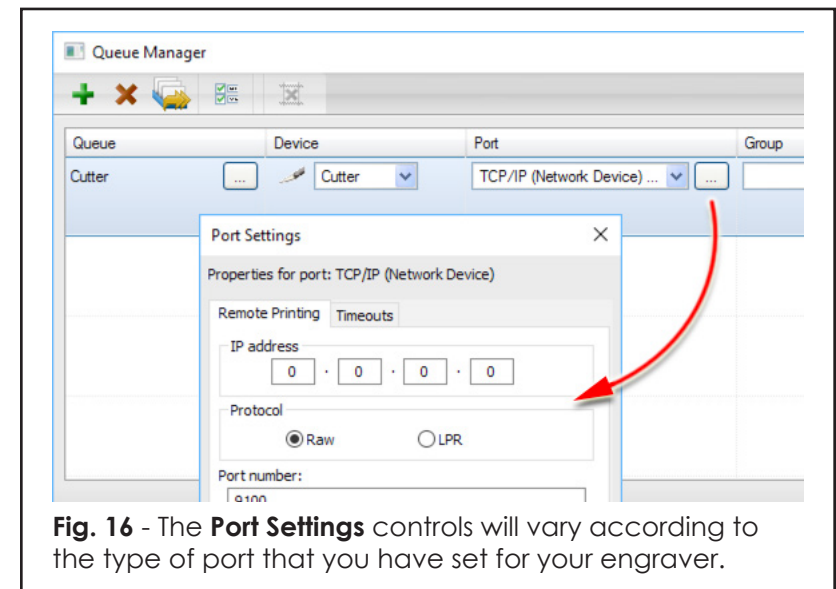 Queue Manager
Queue Device Port Group
Cutter ... Cutter TCP/IP (Network Device) ... ...
Port Settings
Properties for port: TCP/IP (Network Device)
Remote Printing Timeouts
IP address
0 . 0 . 0 . 0
Protocol
Raw LPR
Port number:
9100
Fig. 16 - The Port Settings controls will vary according to
the type of port that you have set for your engraver.